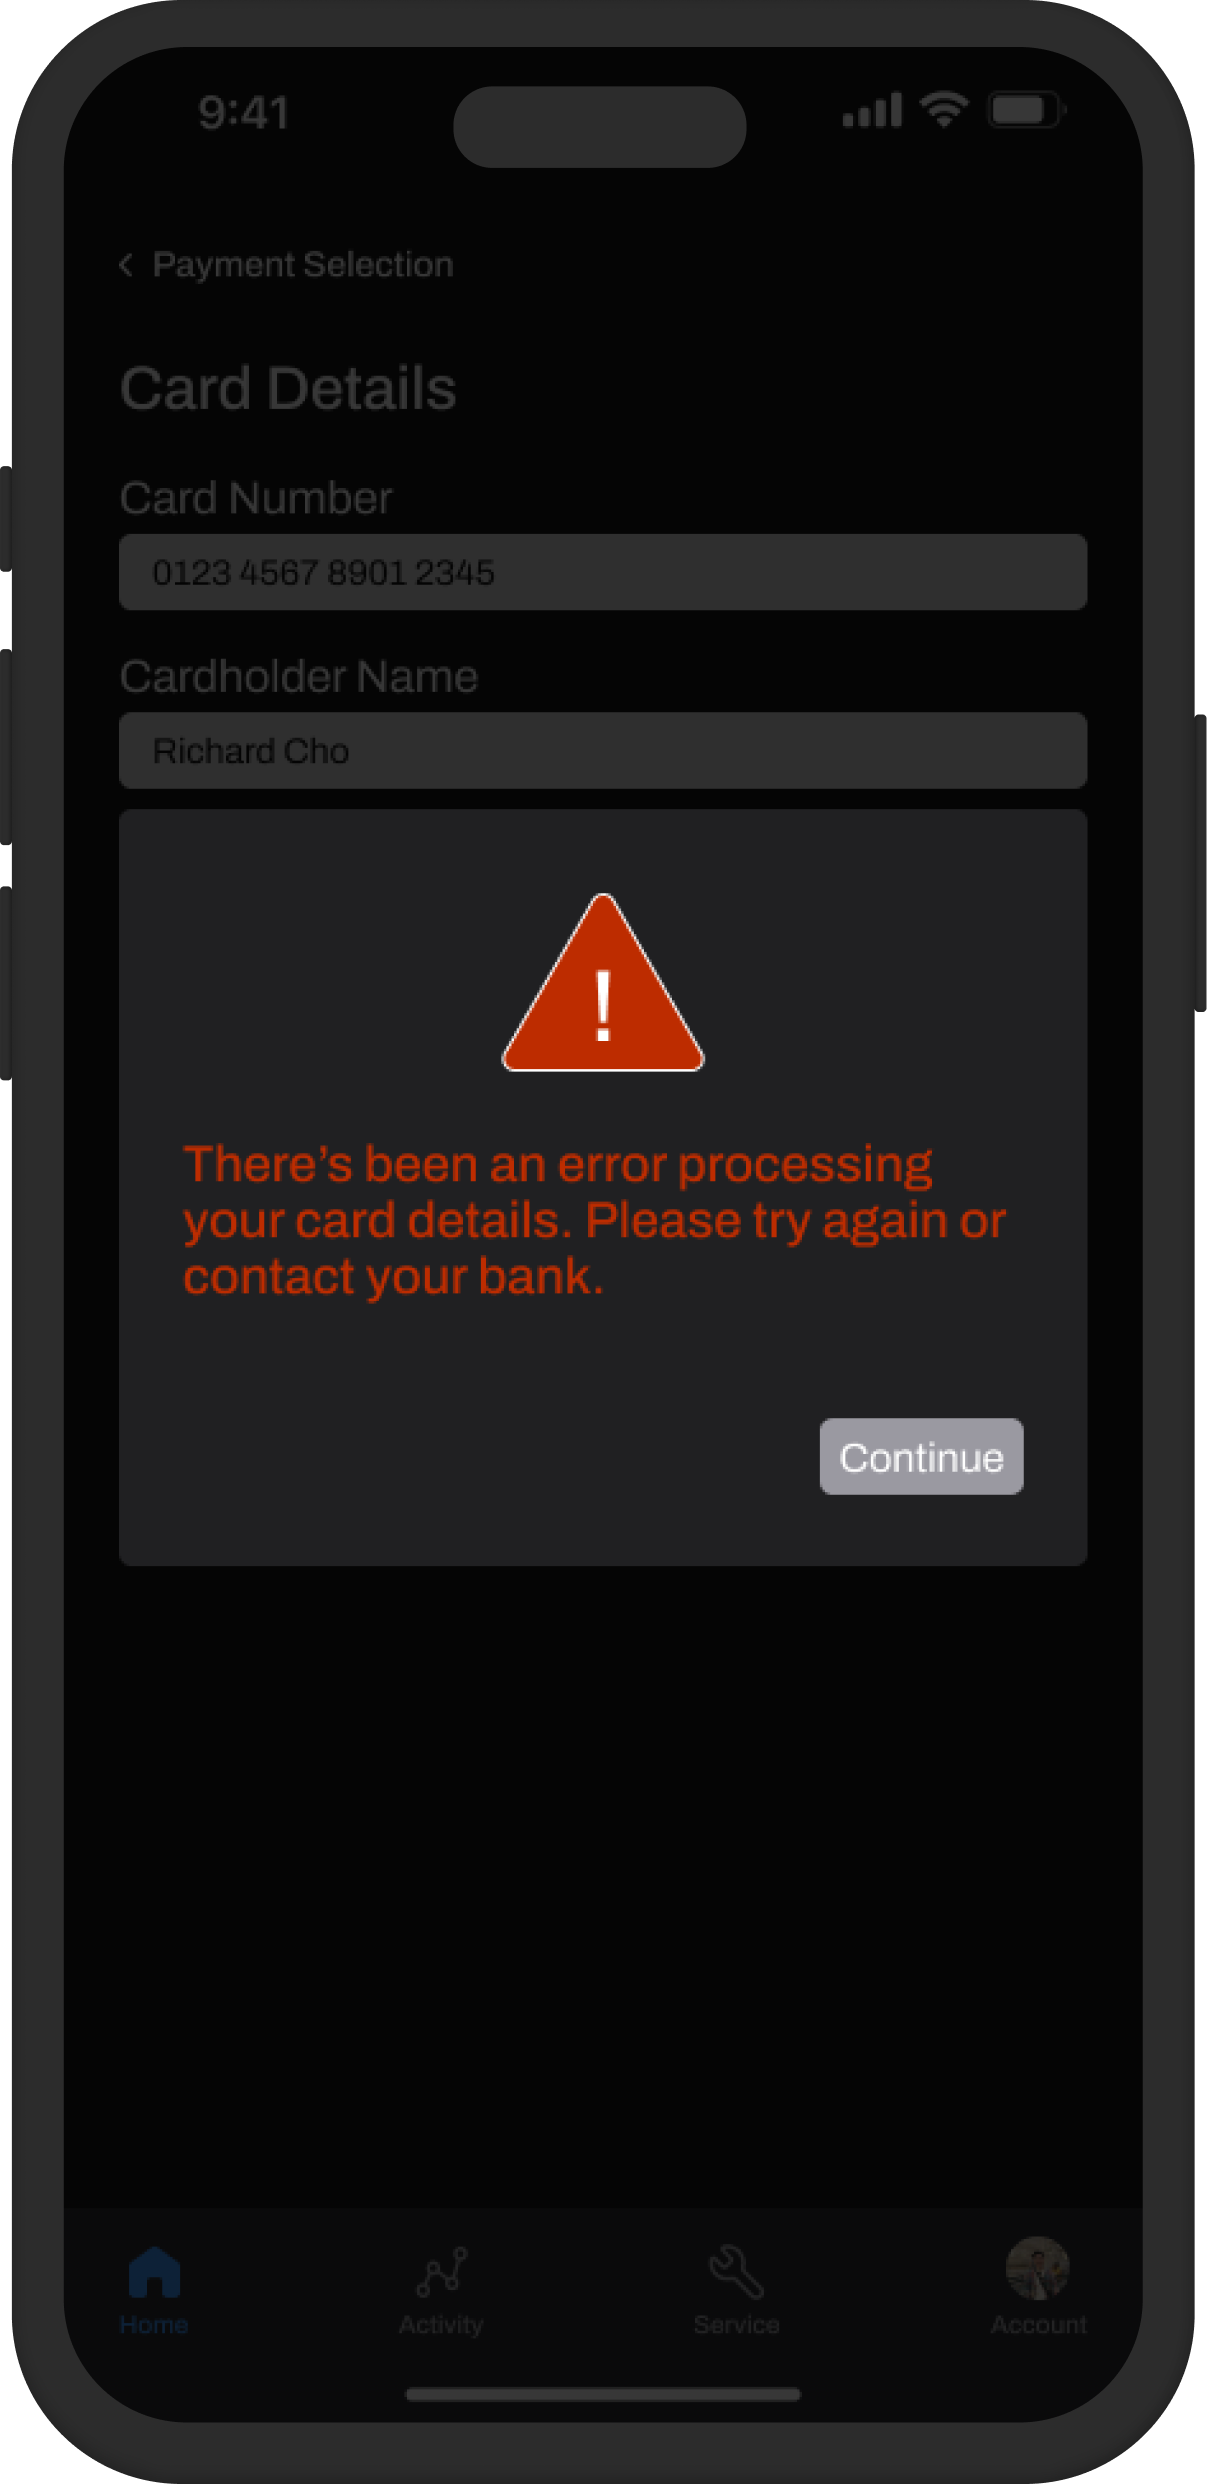 9:41
Payment Selection
Card Details
Card Number
0123 4567 8901 2345
Cardholder Name
Richard Cho
!
There’s been an error processing
your card details. Please try again or
contact your bank.
Continue
Home Activity Service Account